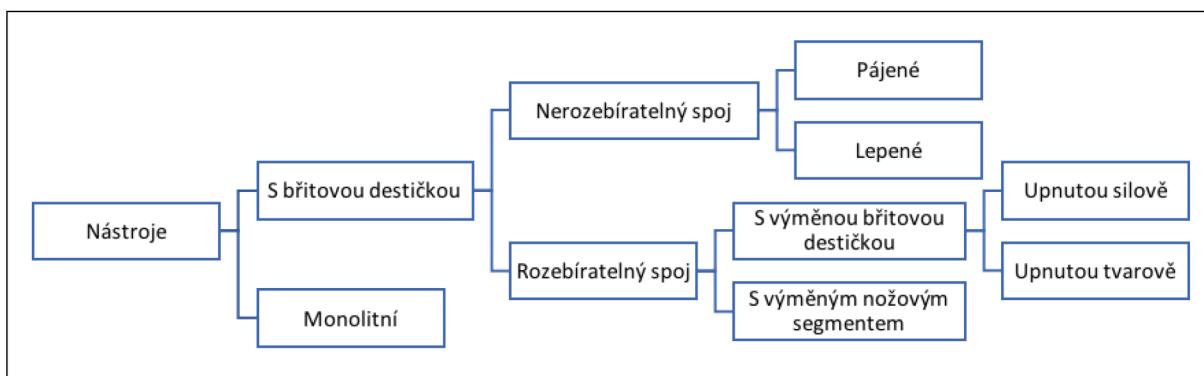 Nástroje
S břitovou destičkou
Monolitní
Nerozebíratelný spoj
Rozebíratelný spoj
Pájené
Lepené
S výměnou břitovou
destičkou
S výměným nožovým
segmentem
Upnutou silově
Upnutou tvarově